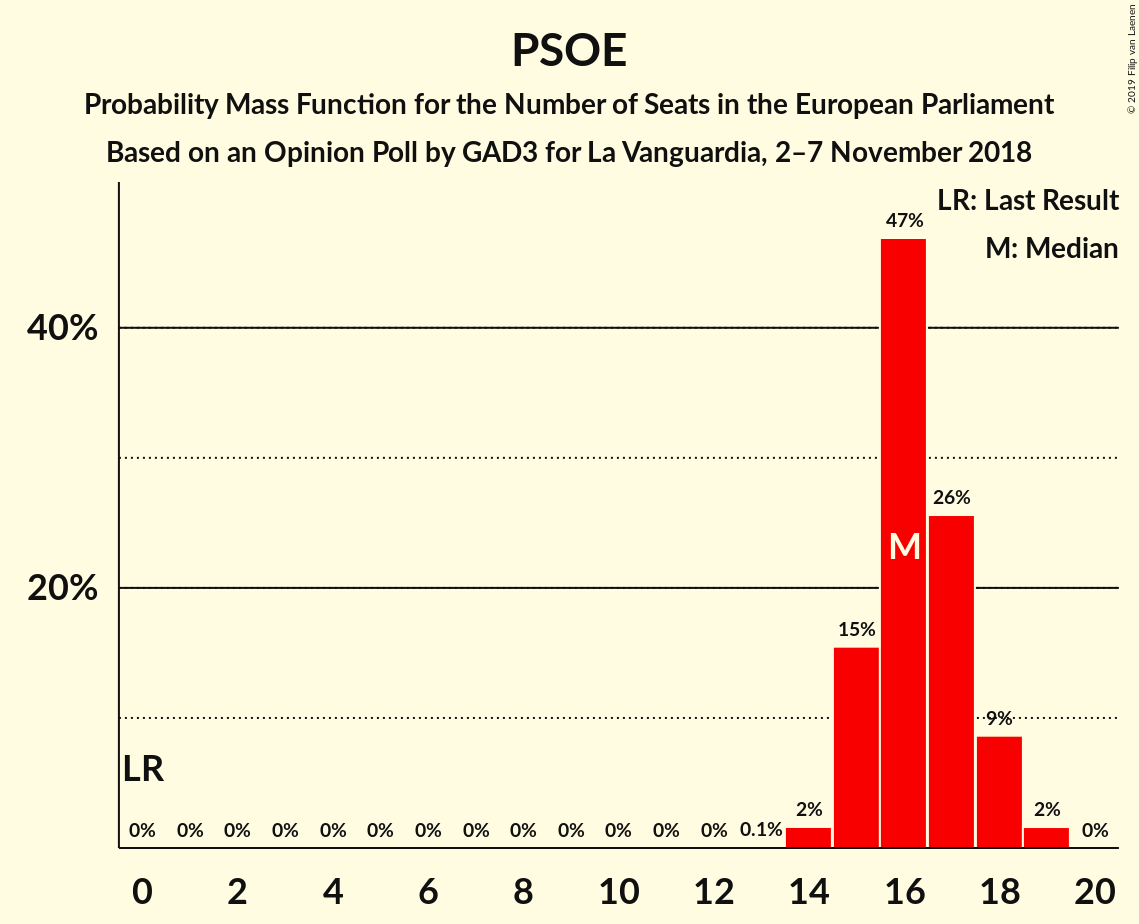 PSOE
Probability Mass Function for the Number of Seats in the European Parliament
Based on an Opinion Poll by GAD3 for La Vanguardia, 2–7 November 2018
© 2019 Filip van Laenen
LR: Last Result
M: Median
47%
40%
26%
M
20%
15%
9%
LR
0% 0% 0% 0% 0% 0% 0% 0% 0% 0% 0% 0% 0% 0.1% 2% 2% 0%
0 2 4 6 8 10 12 14 16 18 20